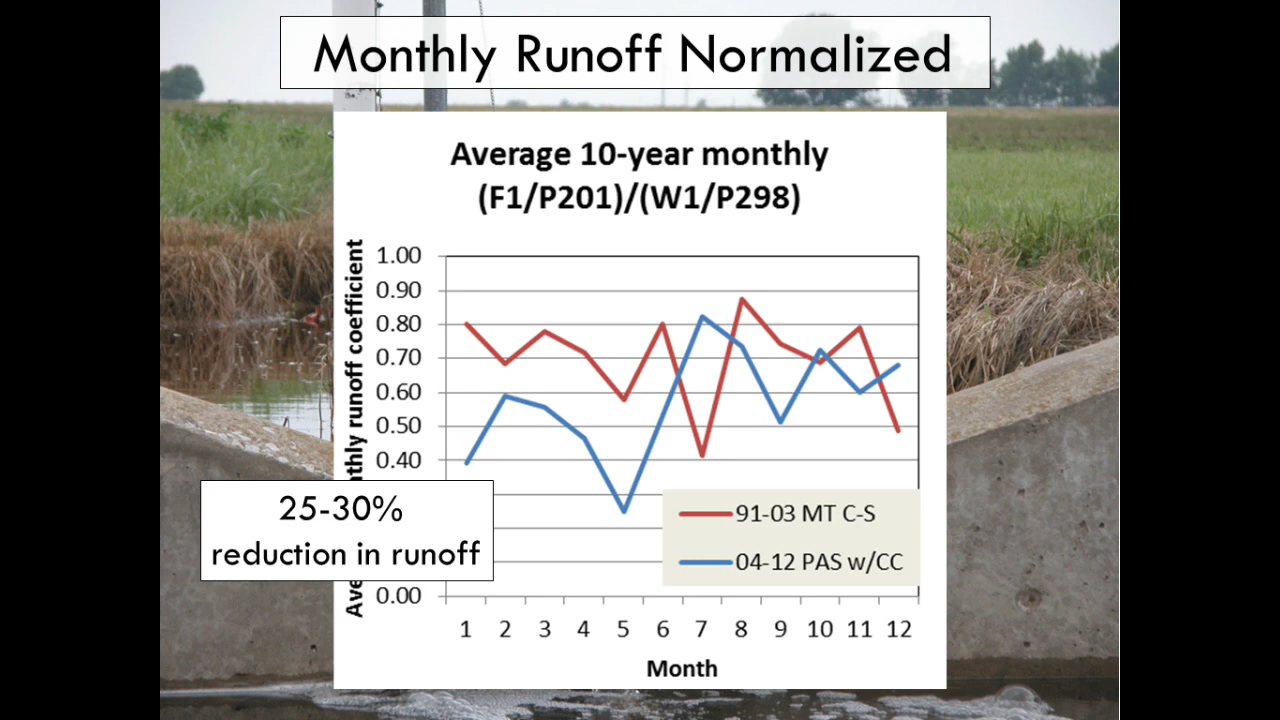 Monthly Runoff Normalized
Average 10-year monthly
(F1/P201)/(W1/P298)
1.00
0.90
0.80
0.70
0.60
0.50
0.40
0.00
runoff coefficient
25-30%
reduction in runoff
91-03 MT C-S
04-12 PAS w/CC
1 2 3 4 5 6 7 8 9 10 11 12
Month